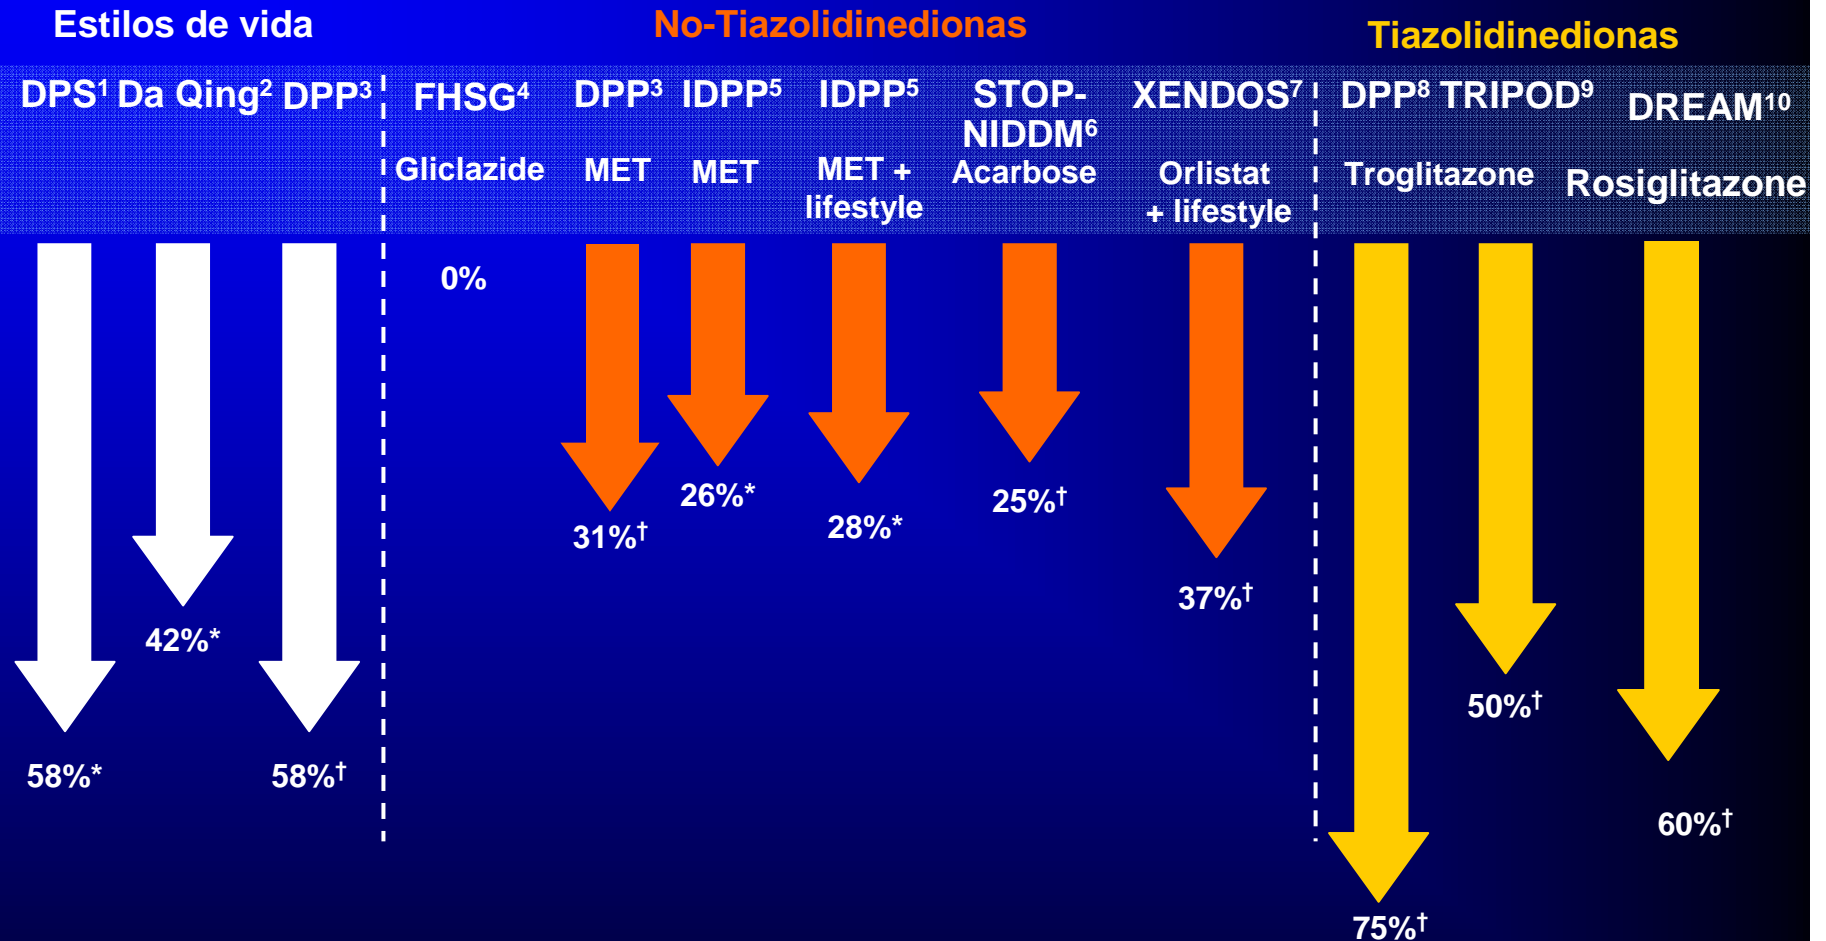 Estilos de vida
No-Tiazolidinedionas
Tiazolidinedionas
DPS¹ Da Qing² DPP³
FHSG⁴
DPP³ IDPP⁵ IDPP⁵
STOP-
NIDDM⁶
XENDOS⁷
DPP⁸ TRIPOD⁹
DREAM¹⁰
Gliclazide
MET
MET
MET +
lifestyle
Acarbose
Orlistat
+ lifestyle
Troglitazone
Rosiglitazone
58%*
42%*
58%†
0%
31%†
26%*
28%*
25%†
37%†
75%†
50%†
60%†